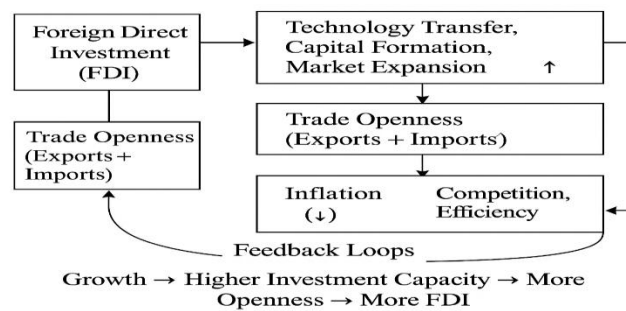 Foreign Direct
Investment
(FDI)
Technology Transfer,
Capital Formation,
Market Expansion ↑
Trade Openness
(Exports +
Imports)
Trade Openness
(Exports + Imports)
Inflation Competition,
(↓) Efficiency
Feedback Loops
Growth → Higher Investment Capacity → More
Openness → More FDI